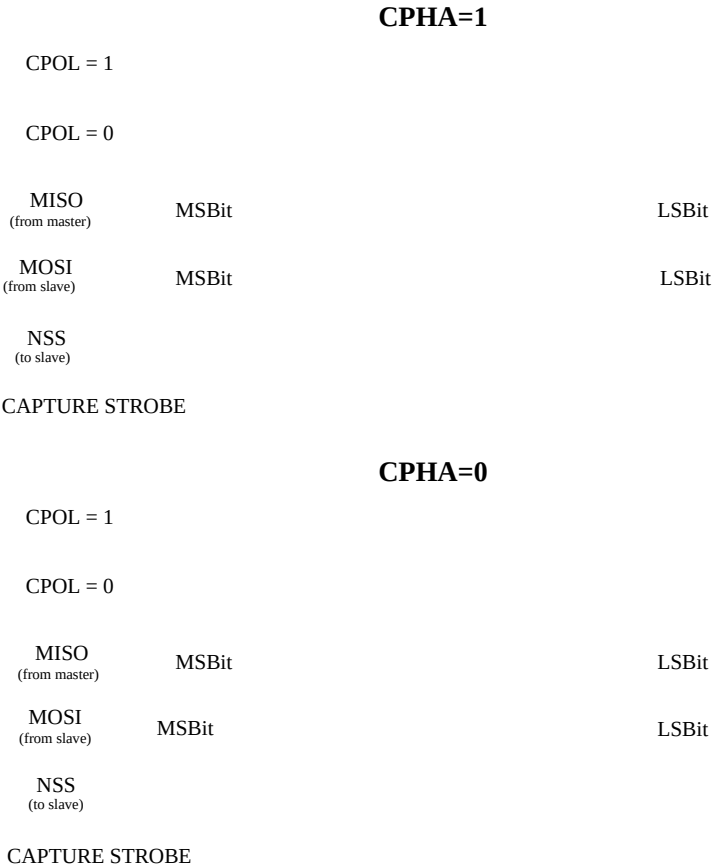 CPHA=1
CPOL = 1
CPOL = 0
MISO
(from master)
MSBit LSBit
MOSI
(from slave)
MSBit LSBit
NSS
(to slave)
CAPTURE STROBE
CPHA=0
CPOL = 1
CPOL = 0
MISO
(from master)
MSBit LSBit
MOSI
(from slave)
MSBit LSBit
NSS
(to slave)
CAPTURE STROBE